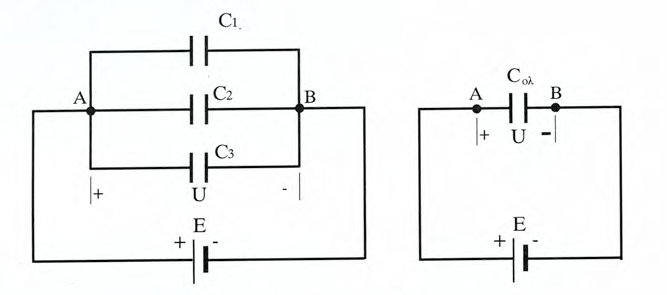 C1.
A C2 B
C3
+ U -
E
+ -
Cολ
A B
+ U -
E
+ -